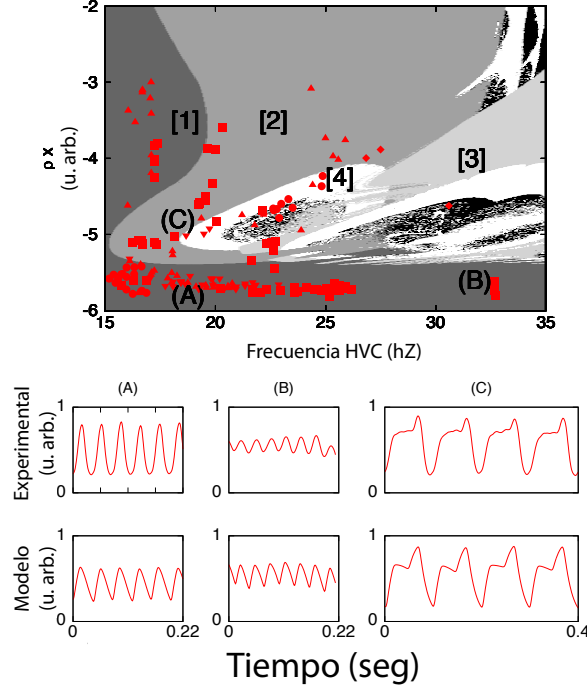 -2
-3
-4
-5
-6
ρ x
(u. arb.)
[1]
[2]
[3]
[4]
(C)
(A)
(B)
15
20
25
30
35
Frecuencia HVC (hZ)
(A)
(B)
(C)
Experimental
(u. arb.)
1
0
1
0
1
0
Modelo
(u. arb.)
1
0
1
0
1
0
0
0.22
0
0.22
0
0.4
Tiempo (seg)